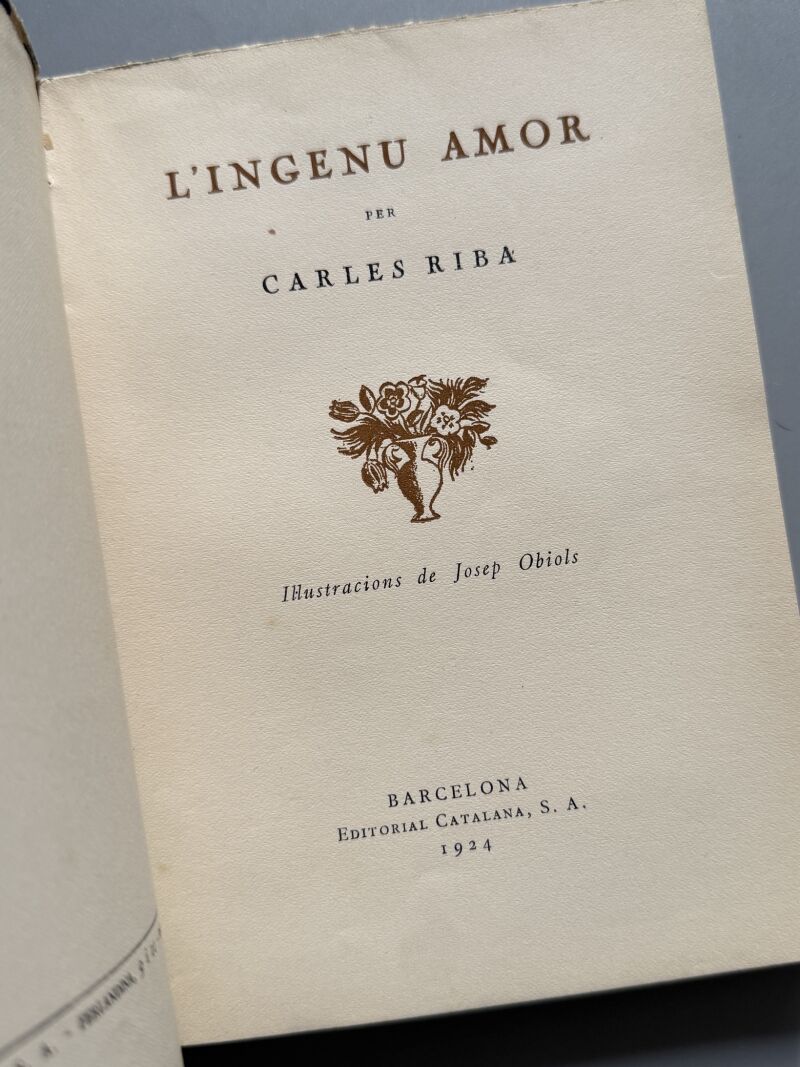 L'INGENU AMOR
PER
CARLES RIBA
Il·lustracions de Josep Obiols
BARCELONA
EDITORIAL CATALANA, S. A.
1924